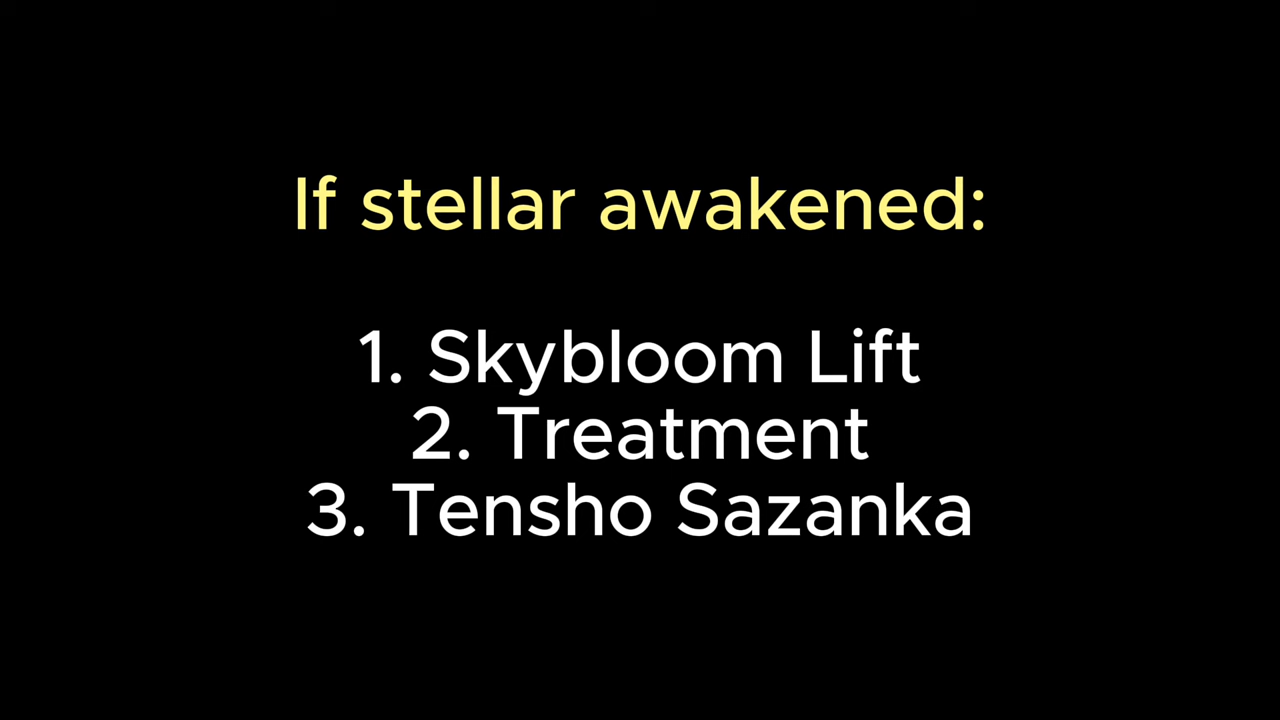 If stellar awakened:
1. Skybloom Lift
2. Treatment
3. Tensho Sazanka